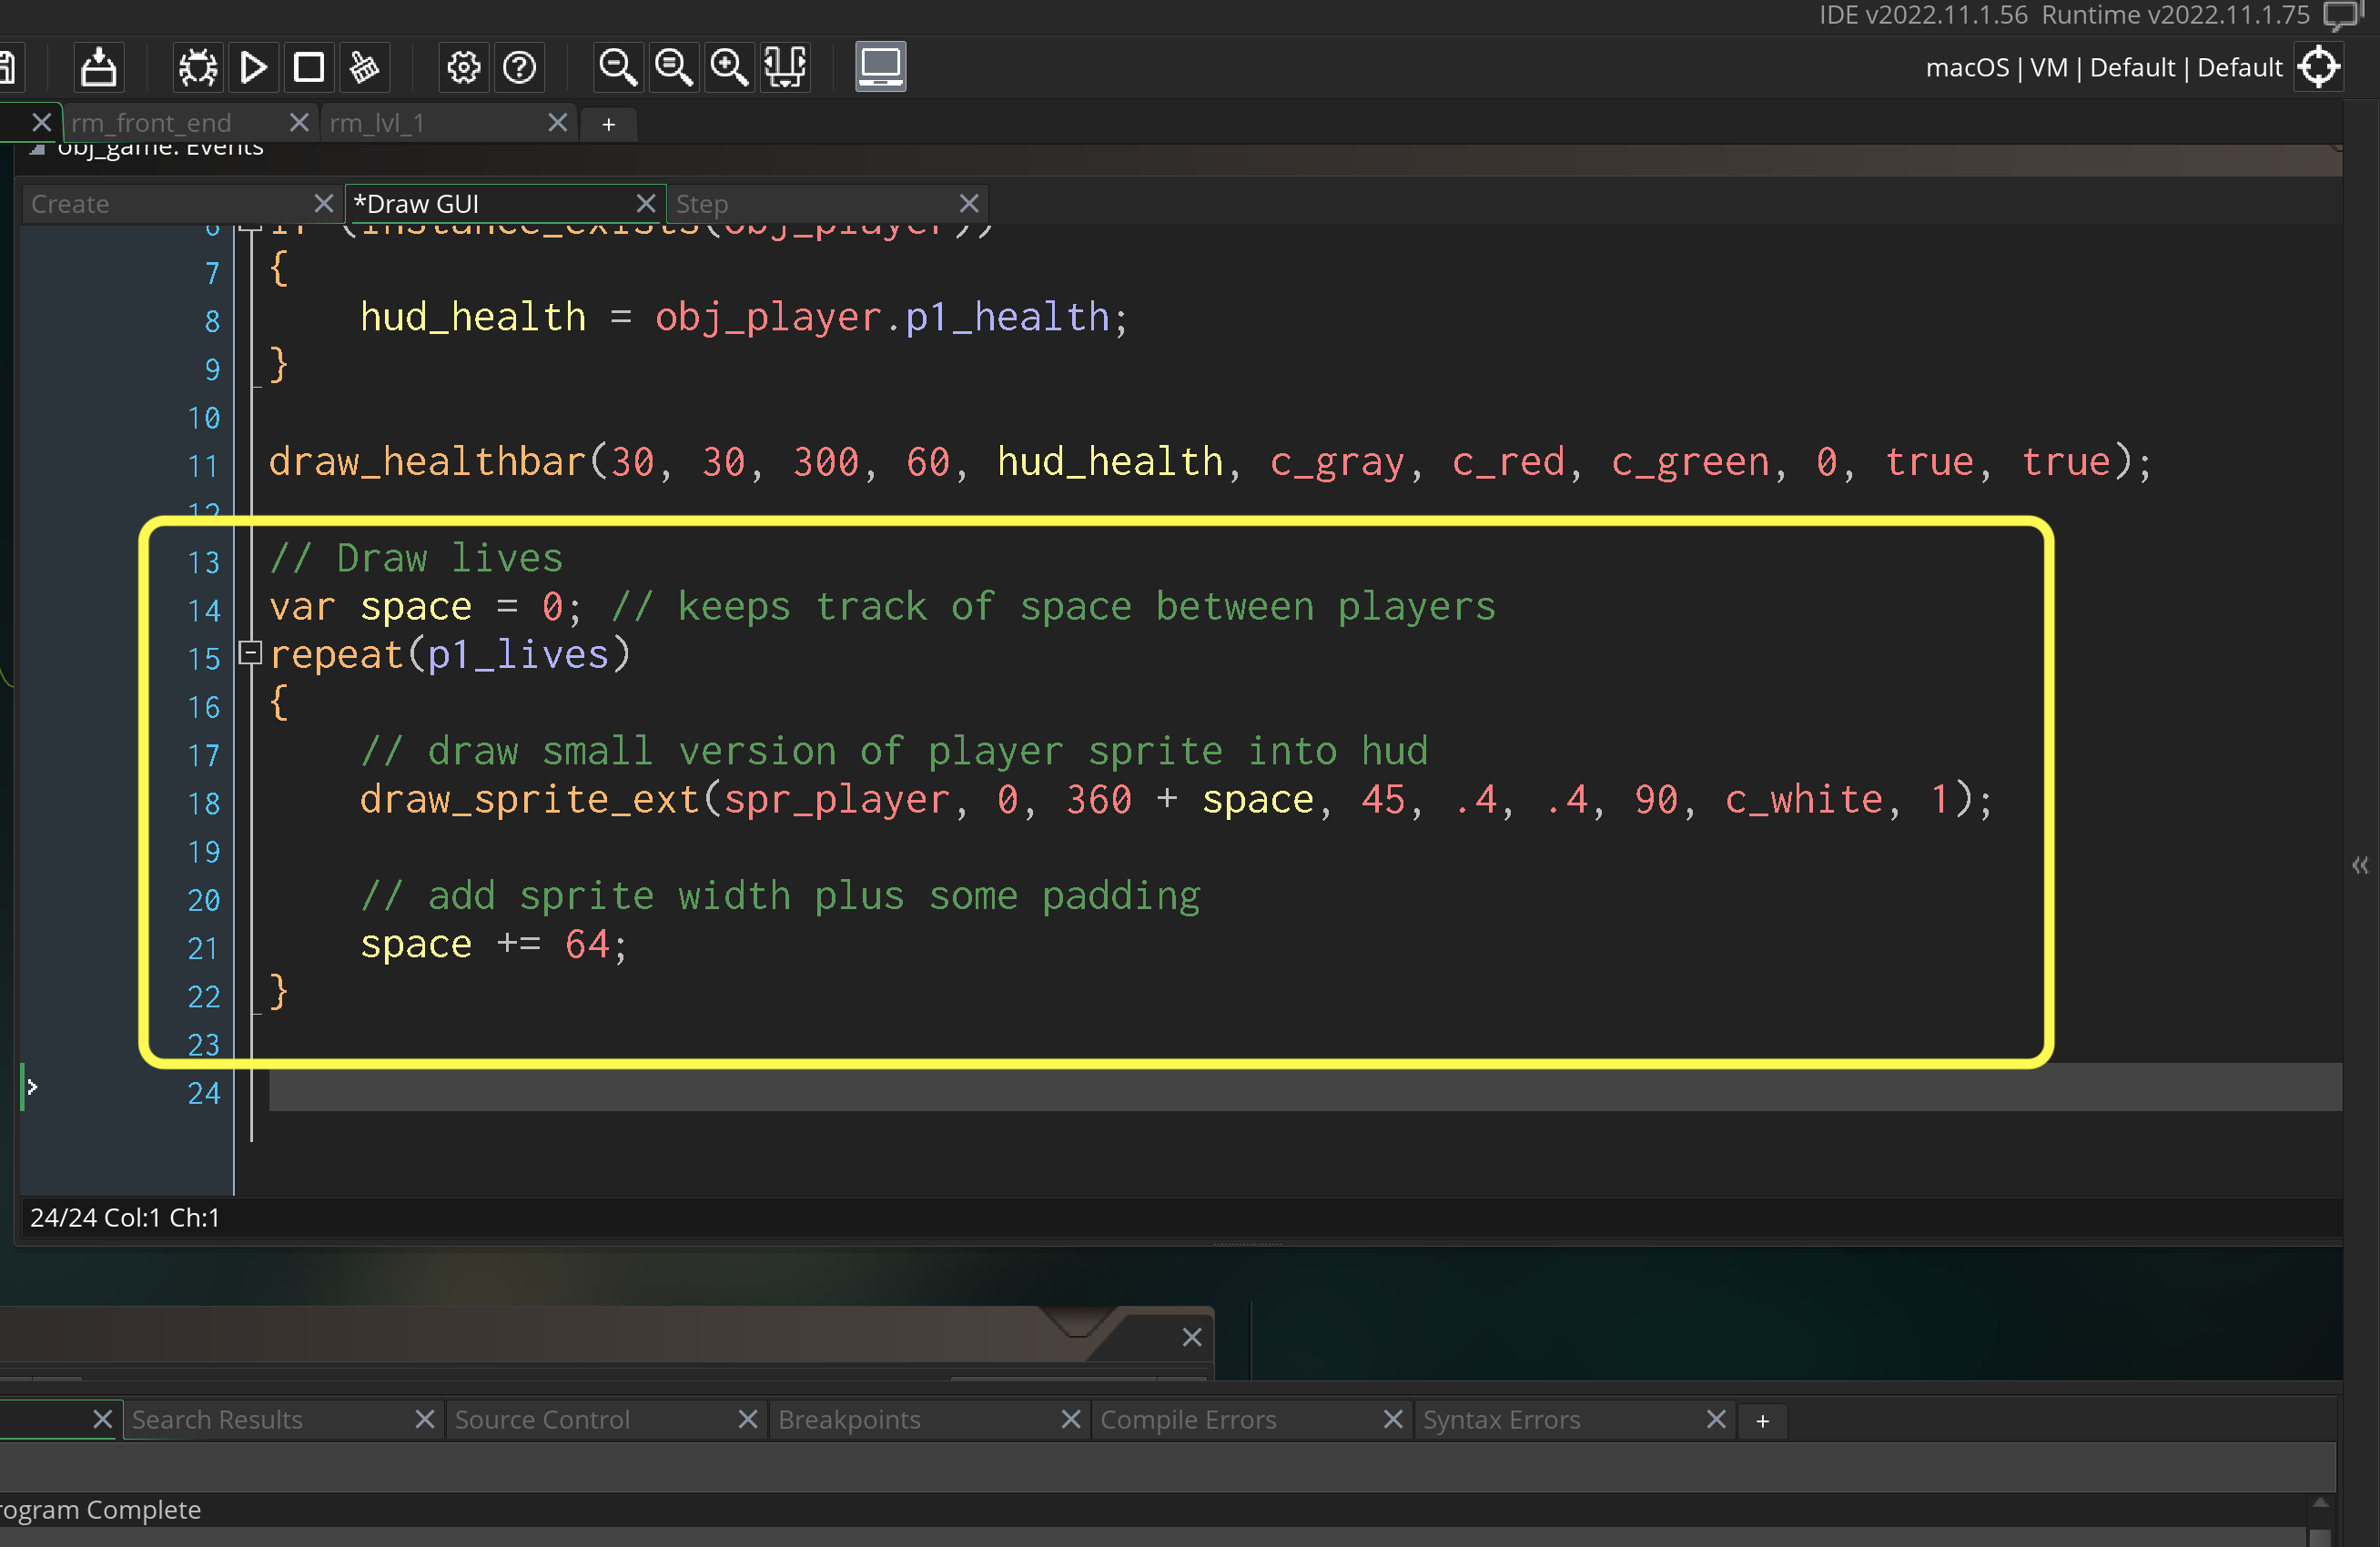 IDE v2022.11.1.56 Runtime v2022.11.1.75
macOS | VM | Default | Default
rm_front_end rm_lvl_1 +
obj_game: Events
Create *Draw GUI Step
6 if (instance_exists(obj_player))
7 {
8 hud_health = obj_player.p1_health;
9 }
10
11 draw_healthbar(30, 30, 300, 60, hud_health, c_gray, c_red, c_green, 0, true, true);
12
13 // Draw lives
14 var space = 0; // keeps track of space between players
15 repeat(p1_lives)
16 {
17 // draw small version of player sprite into hud
18 draw_sprite_ext(spr_player, 0, 360 + space, 45, .4, .4, 90, c_white, 1);
19
20 // add sprite width plus some padding
21 space += 64;
22 }
23
24
24/24 Col:1 Ch:1
Search Results Source Control Breakpoints Compile Errors Syntax Errors +
rogram Complete